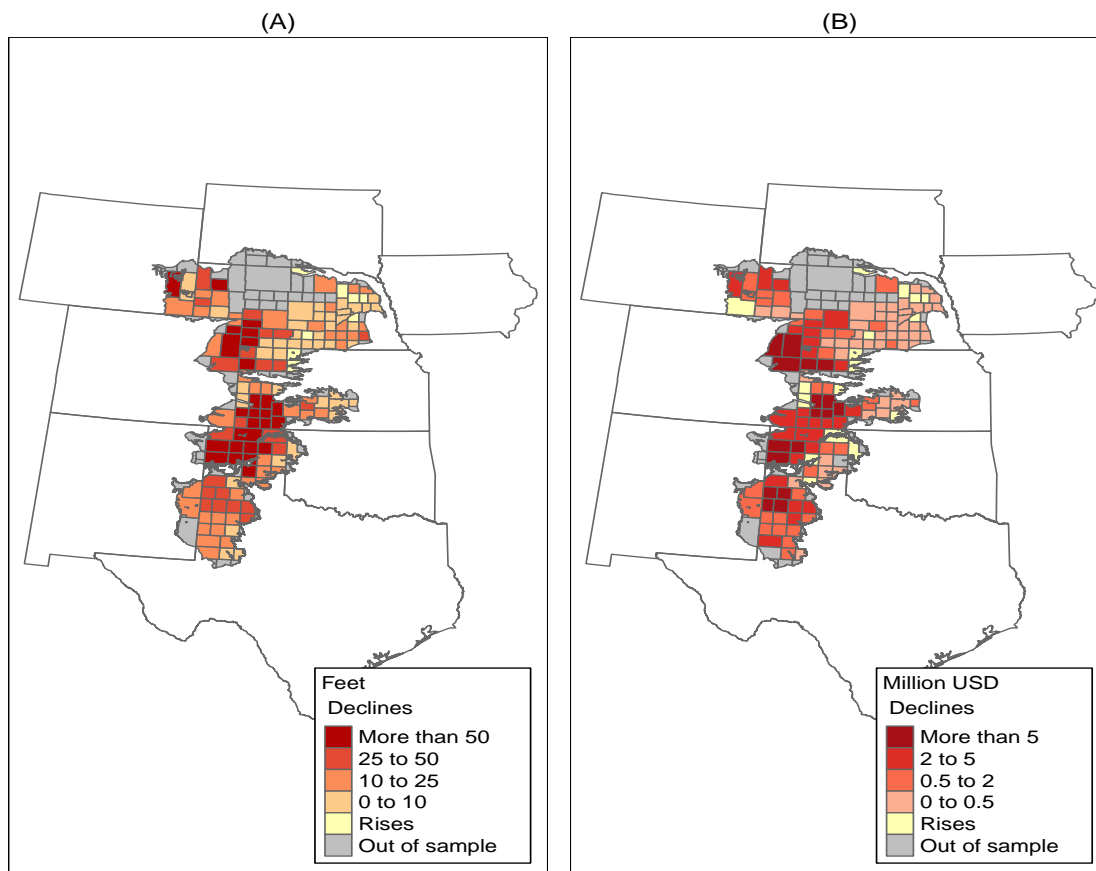 (A)
(B)
Feet
Declines
More than 50
25 to 50
10 to 25
0 to 10
Rises
Out of sample
Million USD
Declines
More than 5
2 to 5
0.5 to 2
0 to 0.5
Rises
Out of sample